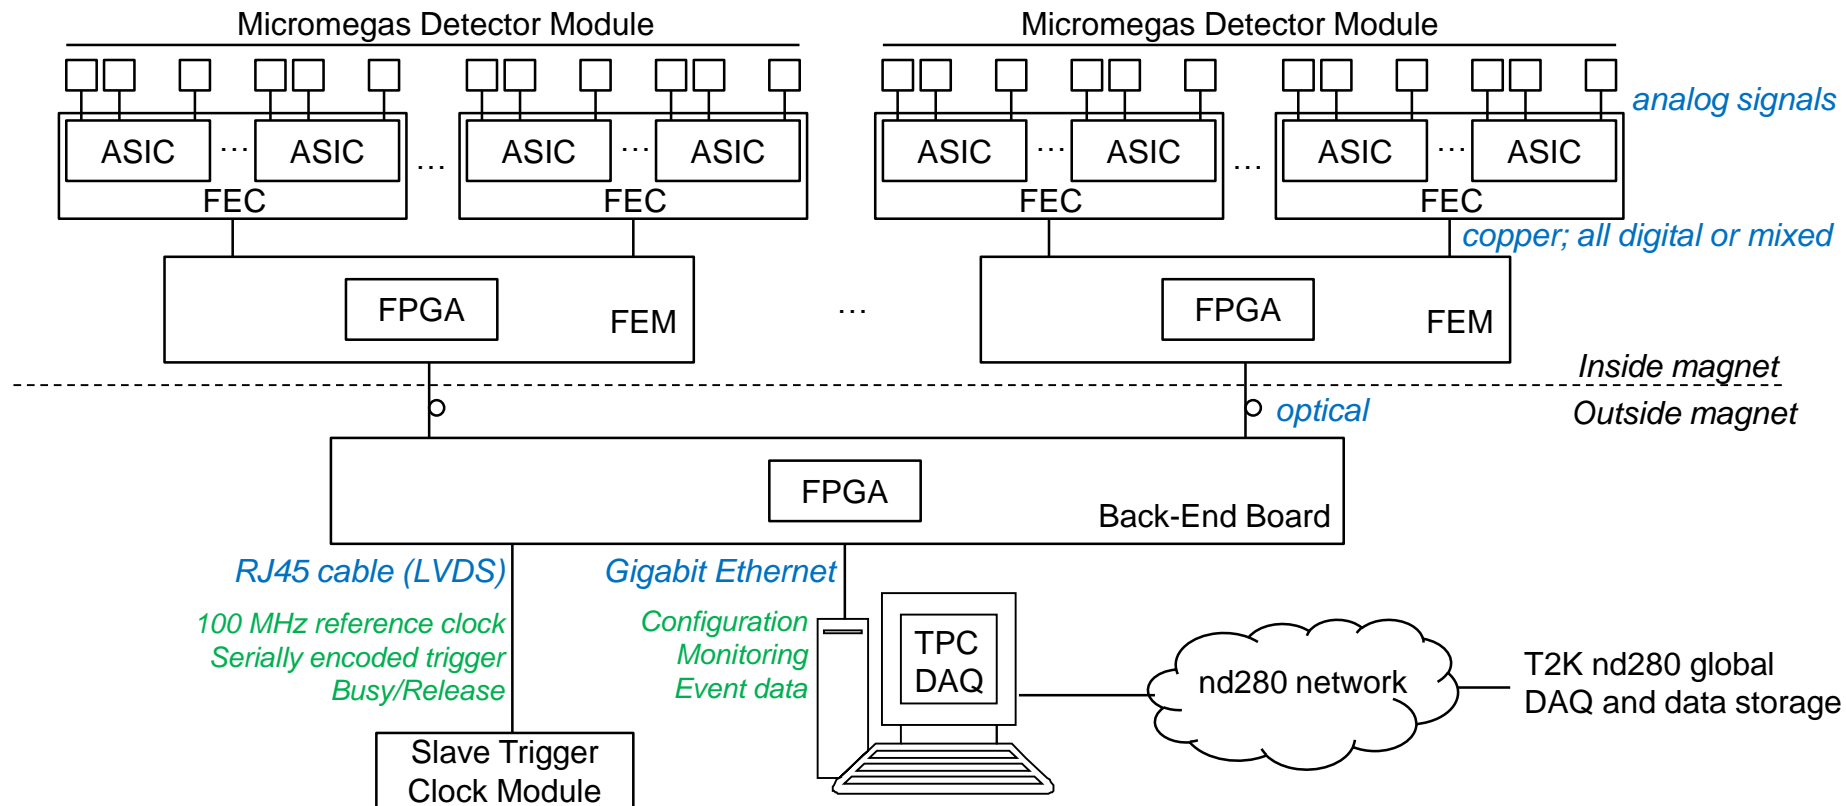 Micromegas Detector Module
Micromegas Detector Module
analog signals
ASIC ... ASIC ... ASIC ... ASIC
ASIC ... ASIC ... ASIC ... ASIC
FEC
FEC
FEC
FEC
copper; all digital or mixed
FPGA
FEM
...
FPGA
FEM
Inside magnet
optical
Outside magnet
FPGA
Back-End Board
RJ45 cable (LVDS)
100 MHz reference clock
Serially encoded trigger
Busy/Release
Gigabit Ethernet
Configuration
Monitoring
Event data
TPC
DAQ
nd280 network
T2K nd280 global
DAQ and data storage
Slave Trigger
Clock Module